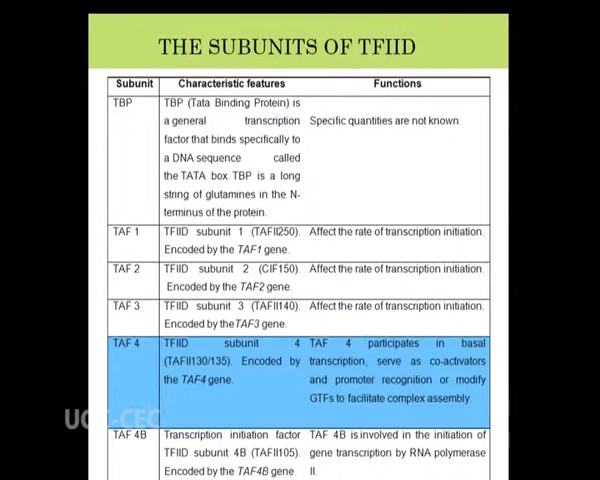 THE SUBUNITS OF TFIID
Subunit Characteristic features Functions
TBP TBP (Tata Binding Protein) is
a general transcription Specific quantities are not known
factor that binds specifically to
a DNA sequence called
the TATA box. TBP is a long
string of glutamines in the N-
terminus of the protein.
TAF 1 TFIID subunit 1 (TAFII250). Affect the rate of transcription initiation.
Encoded by the TAF1 gene.
TAF 2 TFIID subunit 2 (CIF150). Affect the rate of transcription initiation.
Encoded by the TAF2 gene.
TAF 3 TFIID subunit 3 (TAFII140). Affect the rate of transcription initiation.
Encoded by the TAF3 gene.
TAF 4 TFIID subunit 4 TAF 4 participates in basal
(TAFII130/135). Encoded by transcription, serve as co-activators
the TAF4 gene. and promoter recognition or modify
GTFs to facilitate complex assembly.
UGC-CEC
TAF 4B Transcription initiation factor TAF 4B is involved in the initiation of
TFIID subunit 4B (TAFII105). gene transcription by RNA polymerase
Encoded by the TAF4B gene. II.